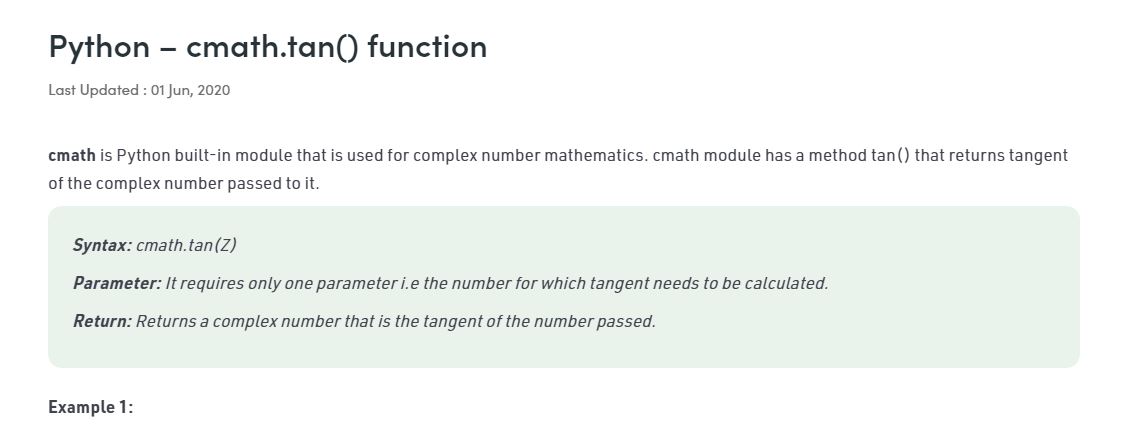 Python – cmath.tan() function
Last Updated : 01 Jun, 2020
cmath is Python built-in module that is used for complex number mathematics. cmath module has a method tan() that returns tangent
of the complex number passed to it.
Syntax: cmath.tan(Z)
Parameter: It requires only one parameter i.e the number for which tangent needs to be calculated.
Return: Returns a complex number that is the tangent of the number passed.
Example 1: